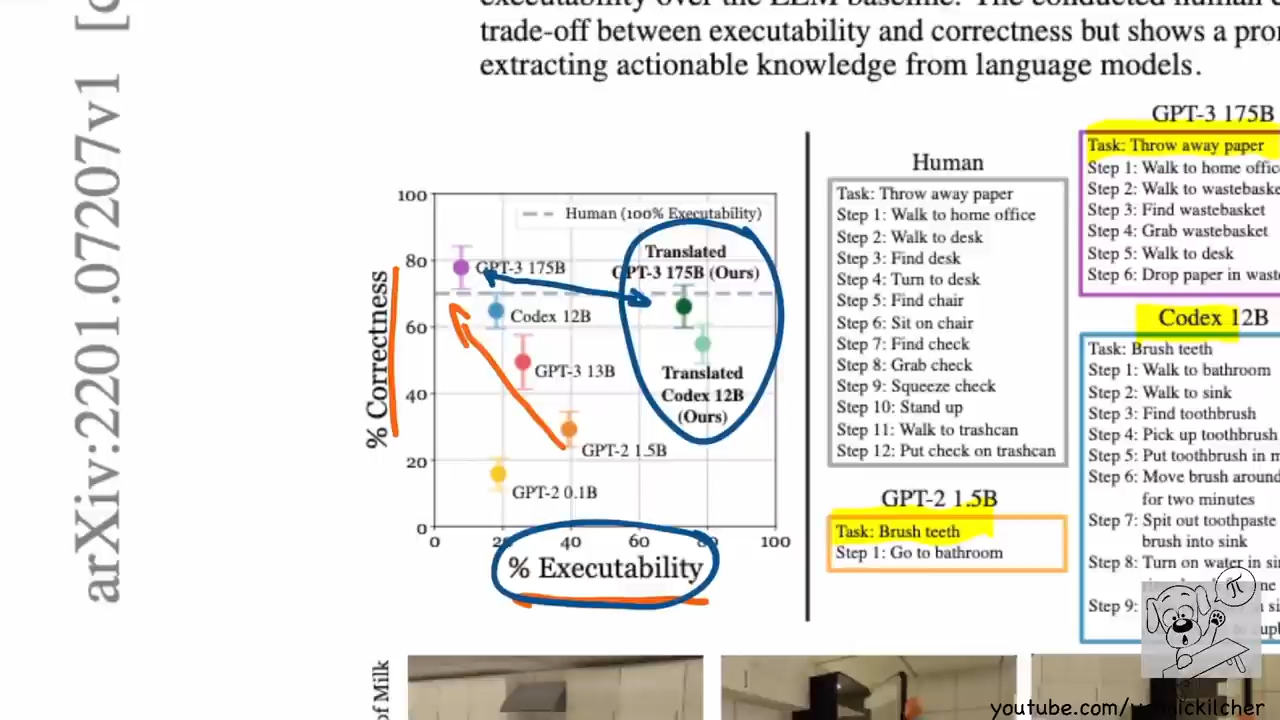 arXiv:2201.07207v1
executability over the LLM baseline. The conducted human
trade-off between executability and correctness but shows a
extracting actionable knowledge from language models.
% Correctness
100
80
60
40
20
0
0
20
40
60
80
100
% Executability
Human (100% Executability)
GPT-3 175B
Codex 12B
GPT-3 13B
GPT-2 1.5B
GPT-2 0.1B
Translated
GPT-3 175B (Ours)
Translated
Codex 12B
(Ours)
Human
Task: Throw away paper
Step 1: Walk to home office
Step 2: Walk to desk
Step 3: Find desk
Step 4: Turn to desk
Step 5: Find chair
Step 6: Sit on chair
Step 7: Find check
Step 8: Grab check
Step 9: Squeeze check
Step 10: Stand up
Step 11: Walk to trashcan
Step 12: Put check on trashcan
GPT-2 1.5B
Task: Brush teeth
Step 1: Go to bathroom
GPT-3 175B
Task: Throw away paper
Step 1: Walk to home
Step 2: Walk to
Step 3: Find wastebasket
Step 4: Grab wastebasket
Step 5: Walk to desk
Step 6: Drop paper in
Codex 12B
Task: Brush teeth
Step 1: Walk to bathroom
Step 2: Walk to sink
Step 3: Find toothbrush
Step 4: Pick up toothbrush
Step 5: Put toothbrush in
Step 6: Move brush around
for two minutes
Step 7: Spit out toothpaste
brush into sink
Step 8: Turn on water in
Step 9:
π
of Milk
youtube.com/yannickilcher